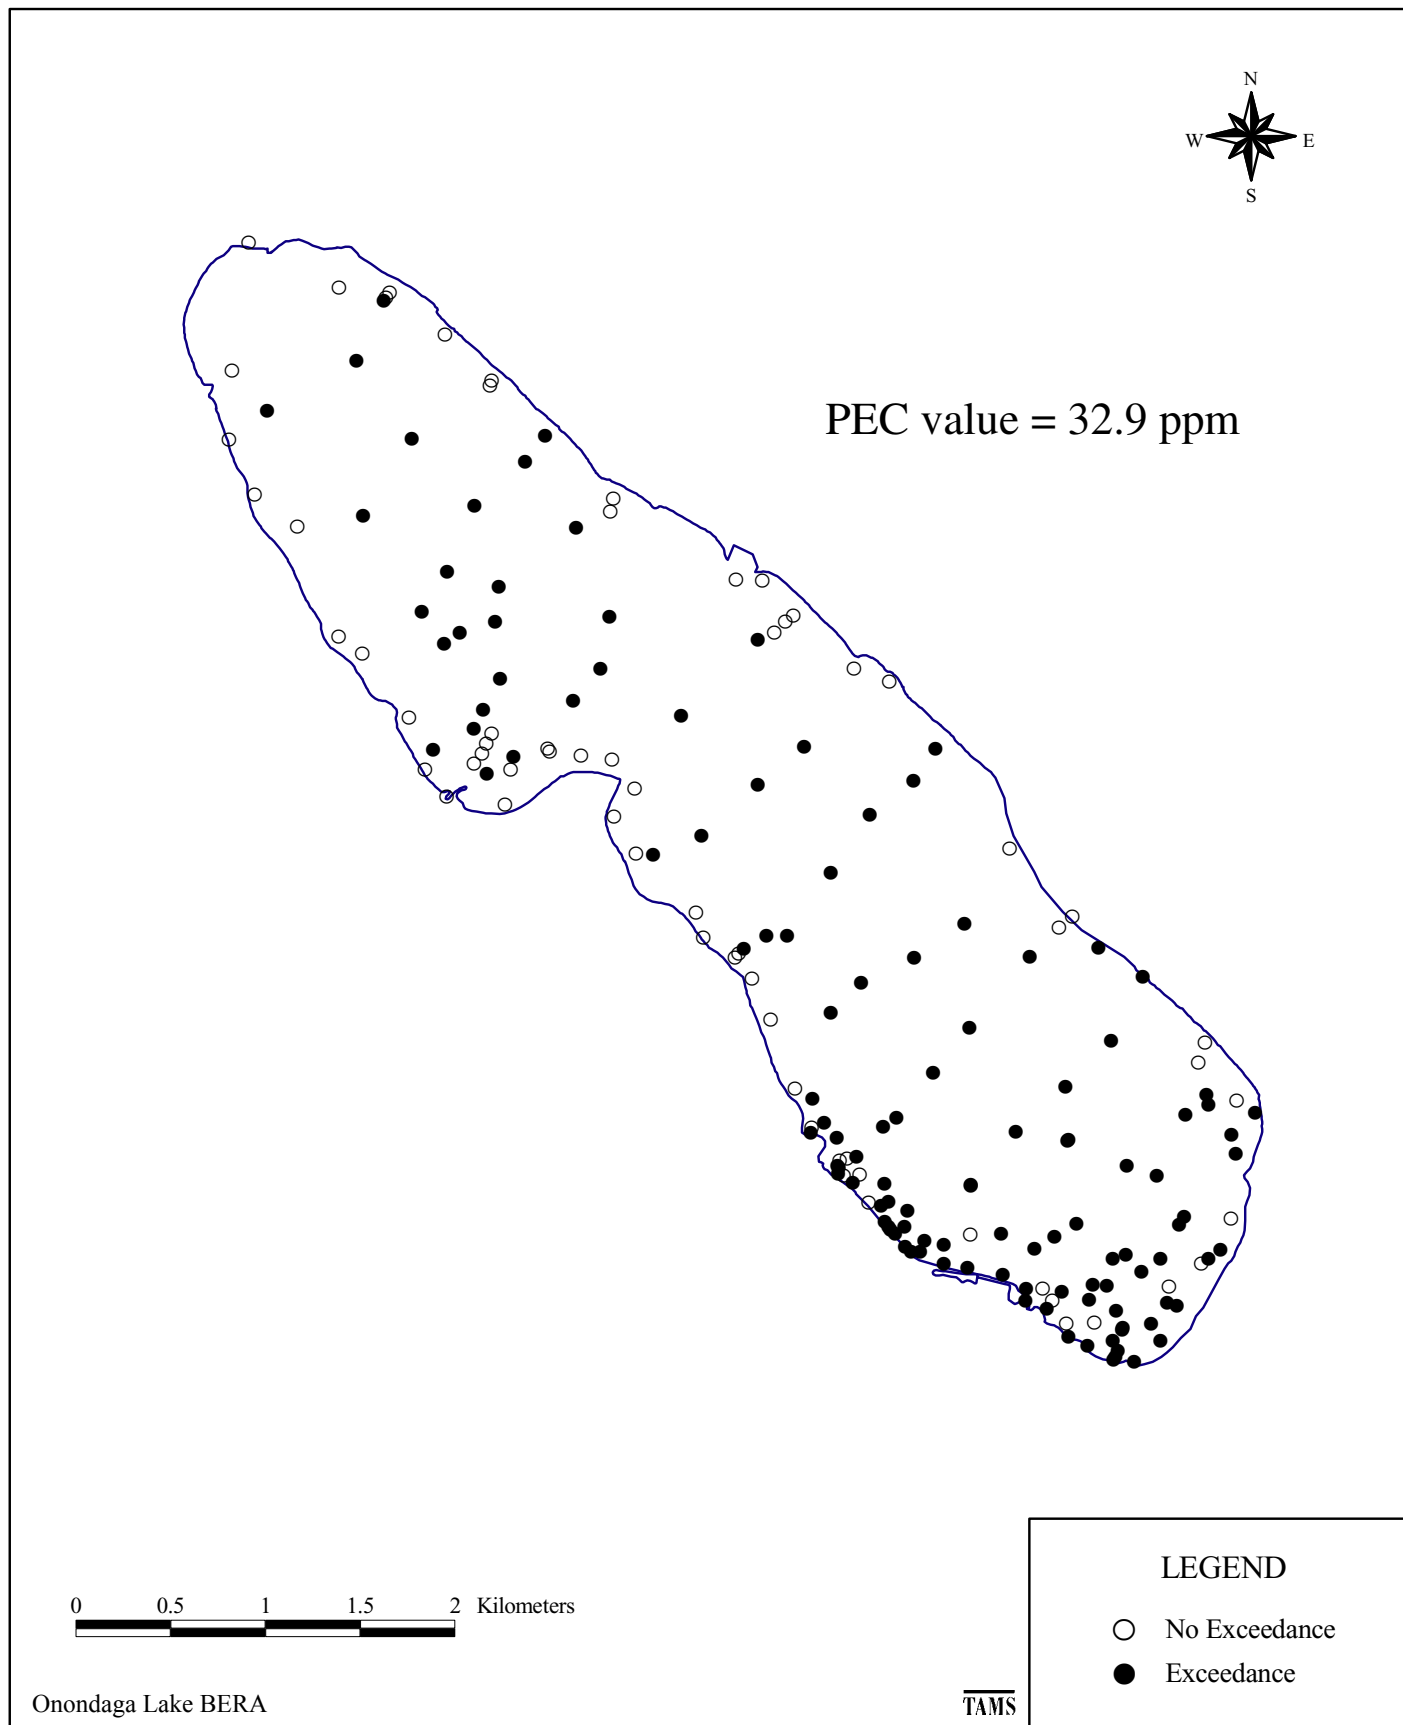 N
W E
S
PEC value = 32.9 ppm
LEGEND
No Exceedance
Exceedance
0 0.5 1 1.5 2 Kilometers
Onondaga Lake BERA
TAMS